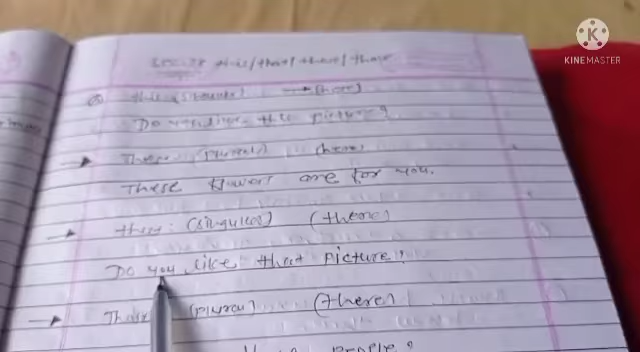 KINEMASTER
this/that/these/those
this (singular) → (here)
Do you like this picture?
→ These (Plural) (here)
These flowers are for you.
→ that (singular) (there)
Do you like that Picture?
→ Those (Plural) (there)
people?